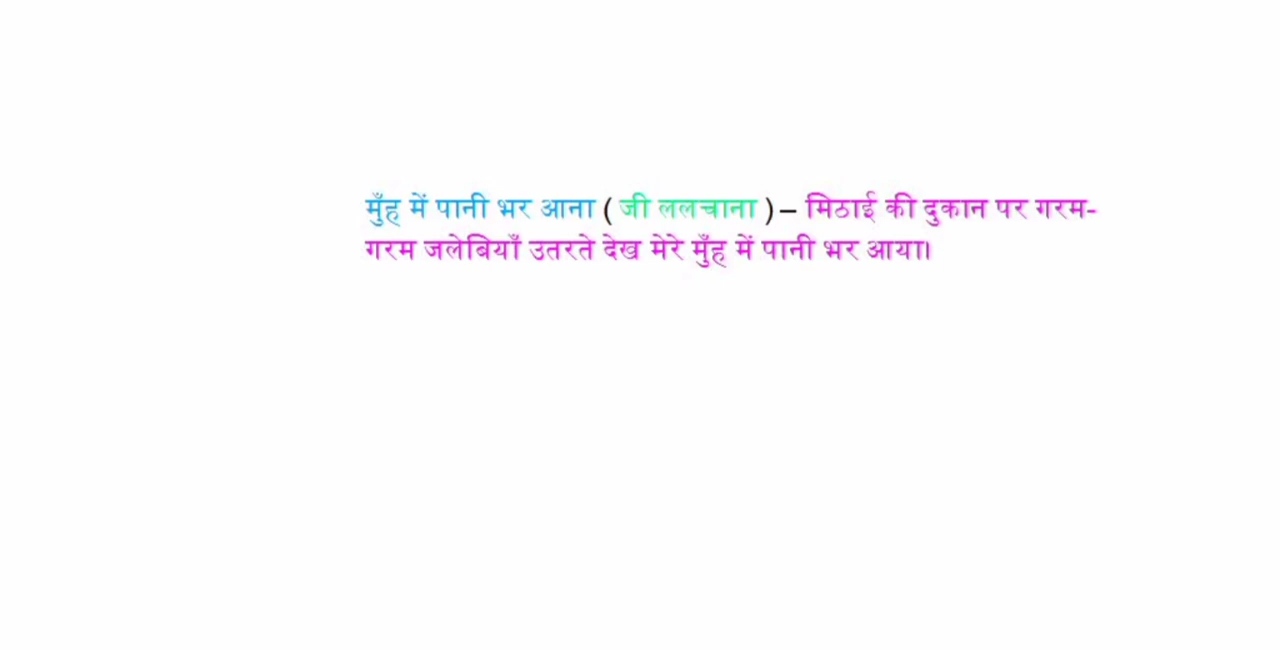 मुँह में पानी भर आना ( जी ललचाना ) – मिठाई की दुकान पर गरम-
गरम जलेबियाँ उतरते देख मेरे मुँह में पानी भर आया।